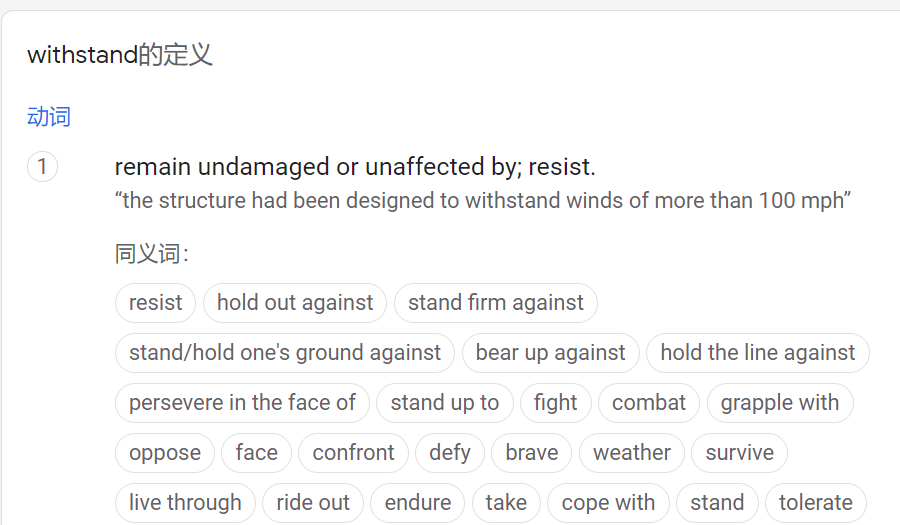 withstand的定义
动词
1 remain undamaged or unaffected by; resist.
“the structure had been designed to withstand winds of more than 100 mph”
同义词：
resist hold out against stand firm against
stand/hold one's ground against bear up against hold the line against
persevere in the face of stand up to fight combat grapple with
oppose face confront defy brave weather survive
live through ride out endure take cope with stand tolerate